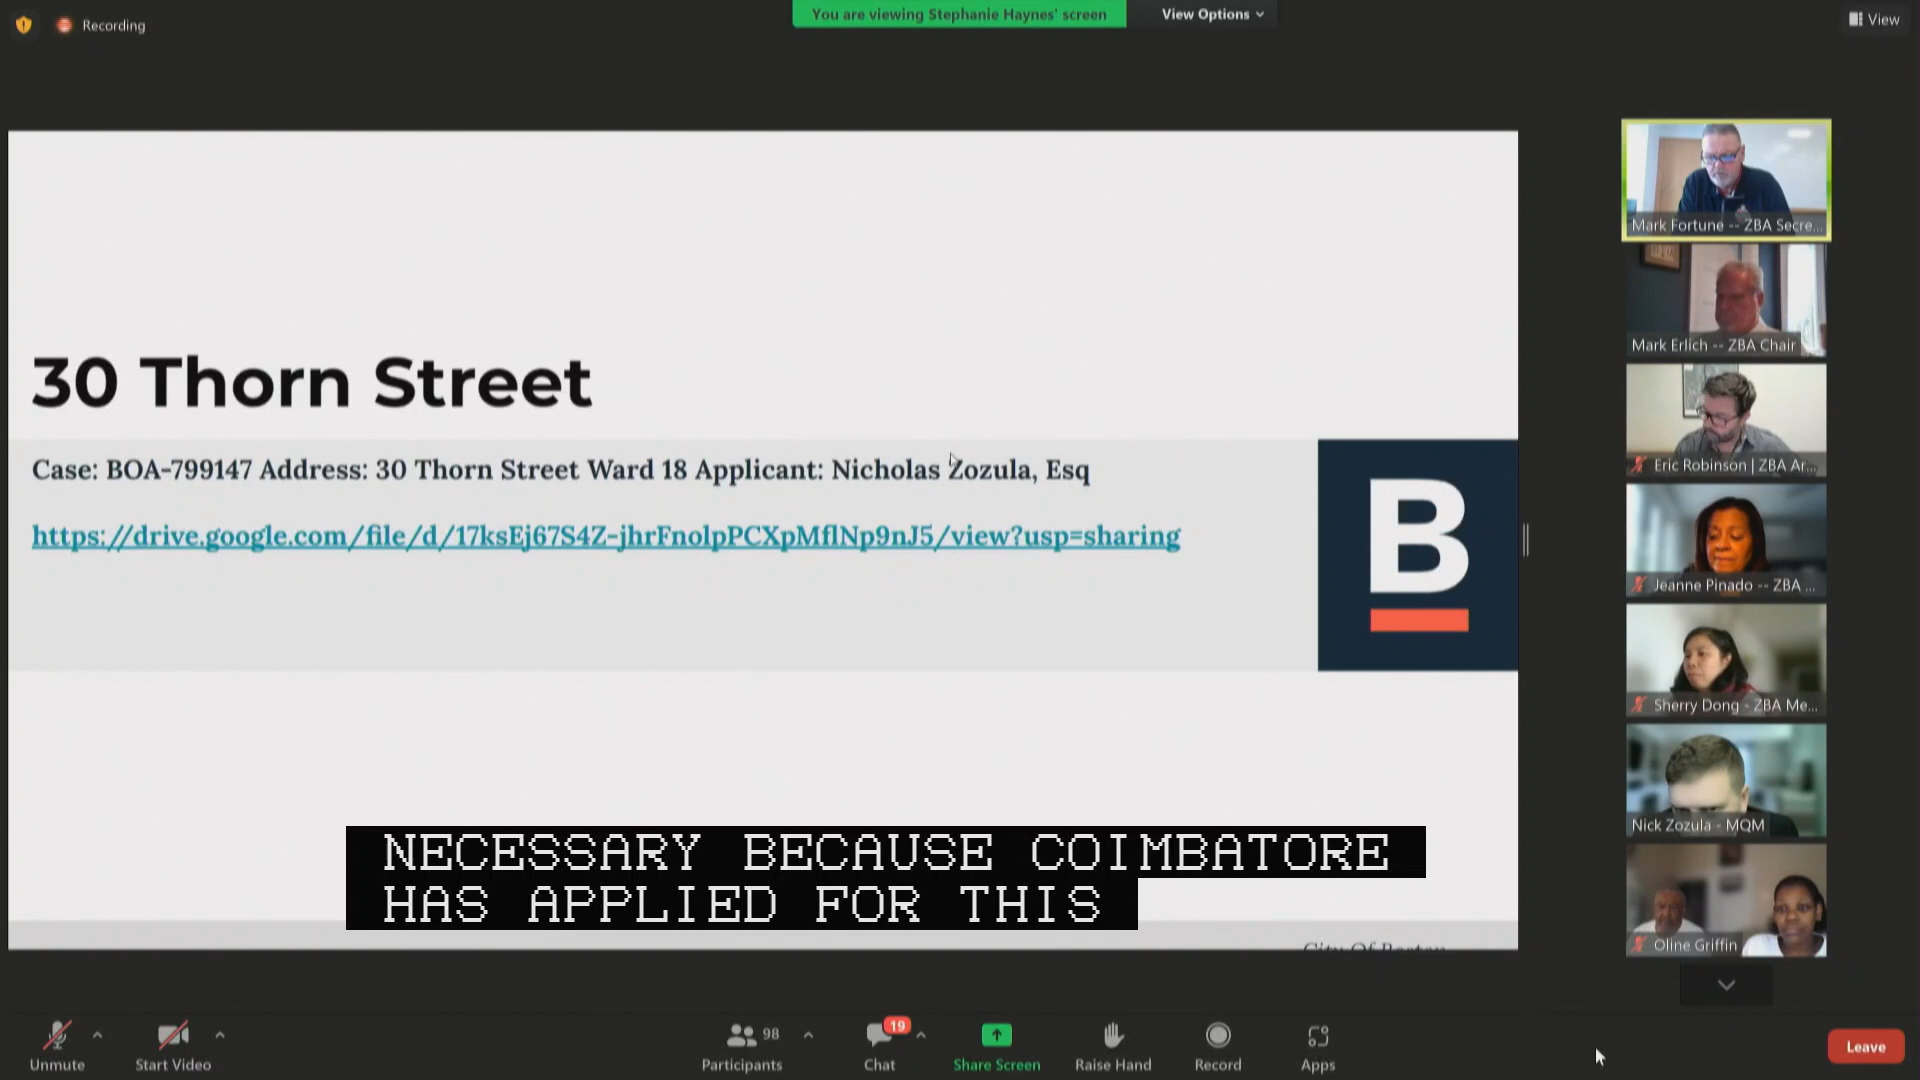 Recording
You are viewing Stephanie Haynes' screen
View Options
View
30 Thorn Street
Case: BOA-799147 Address: 30 Thorn Street Ward 18 Applicant: Nicholas Zozula, Esq
https://drive.google.com/file/d/17ksEj67S4Z-jhrFnolpPCXpMflNp9nJ5/view?usp=sharing
B
NECESSARY BECAUSE COIMBATORE
HAS APPLIED FOR THIS
City Of Boston
Mark Fortune -- ZBA Secre...
Mark Erlich -- ZBA Chair
Eric Robinson | ZBA Ar...
Jeanne Pinado -- ZBA ...
Sherry Dong - ZBA Me...
Nick Zozula - MQM
Oline Griffin
Unmute
Start Video
98
Participants
19
Chat
Share Screen
Raise Hand
Record
Apps
Leave